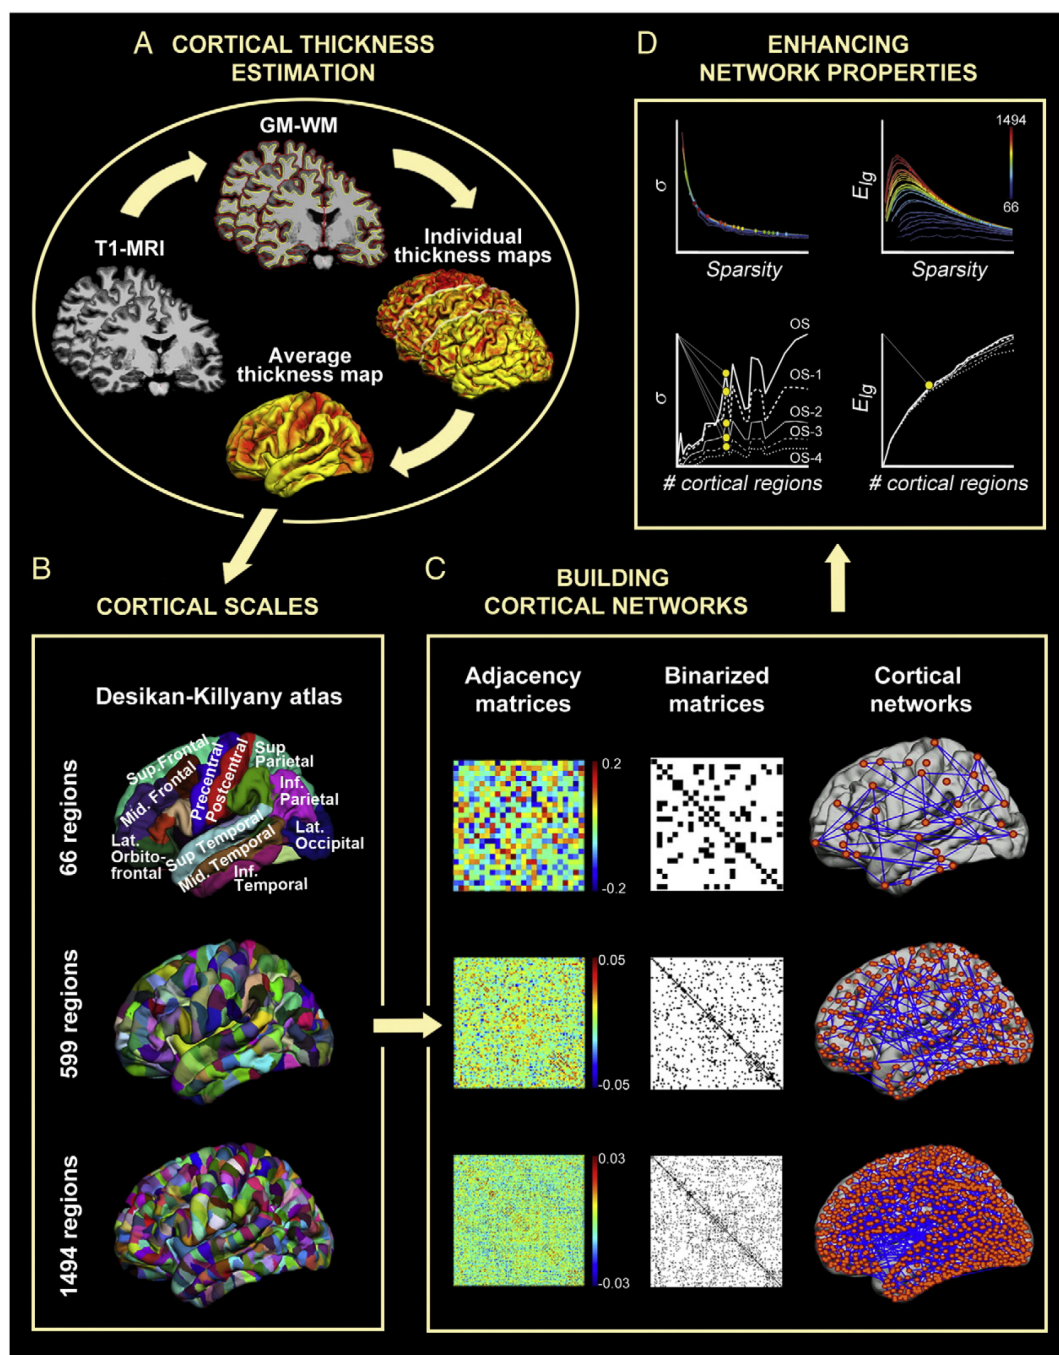 A CORTICAL THICKNESS
ESTIMATION
GM-WM
T1-MRI
Individual
thickness maps
Average
thickness map
B
CORTICAL SCALES
Desikan-Killyany atlas
66 regions
Sup.Frontal
Mid. Frontal
Precentral
Postcentral
Sup
Parietal
Inf.
Parietal
Lat.
Occipital
Lat.
Orbito-
frontal
Sup Temporal
Mid. Temporal
Inf.
Temporal
599 regions
1494 regions
C
BUILDING
CORTICAL NETWORKS
Adjacency
matrices
Binarized
matrices
Cortical
networks
0.2
-0.2
0.05
-0.05
0.03
-0.03
D
ENHANCING
NETWORK PROPERTIES
σ
Sparsity
Elg
Sparsity
1494
66
σ
# cortical regions
OS
OS-1
OS-2
OS-3
OS-4
Elg
# cortical regions